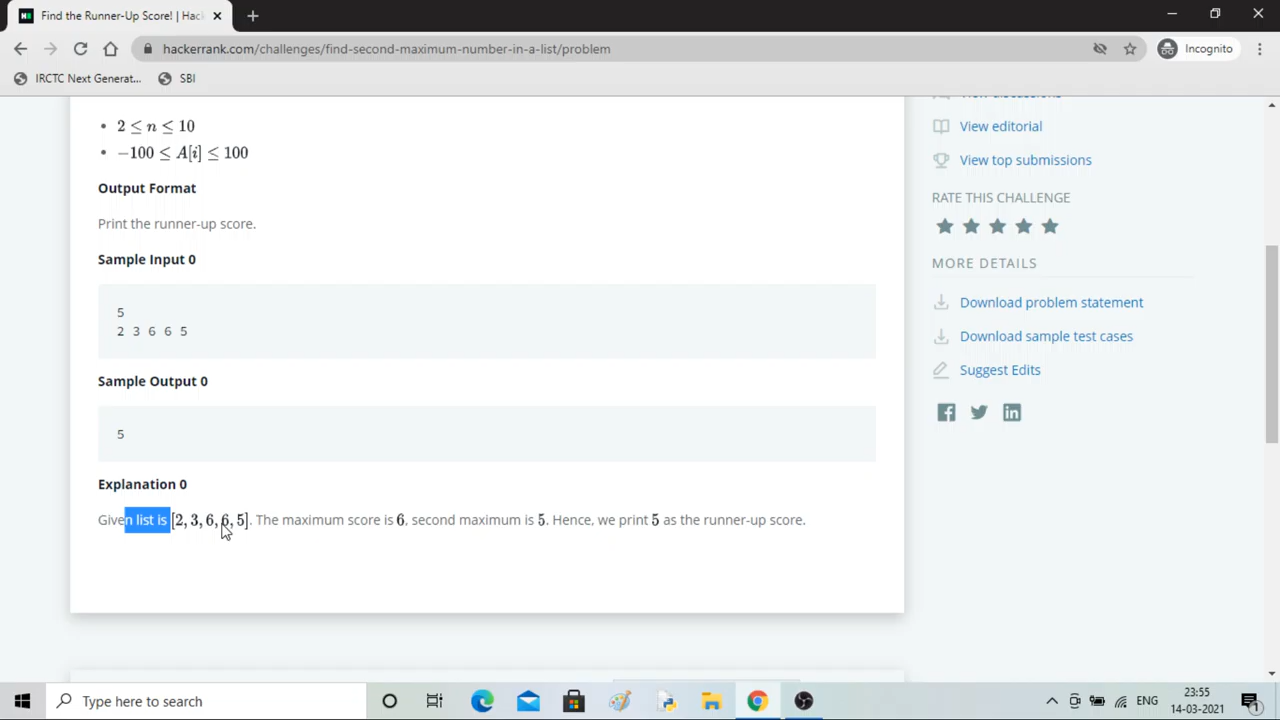 Find the Runner-Up Score! | Hac
hackerrank.com/challenges/find-second-maximum-number-in-a-list/problem
Incognito
IRCTC Next Generat...
SBI
2 ≤ n ≤ 10
−100 ≤ A[i] ≤ 100
Output Format
Print the runner-up score.
Sample Input 0
5
2 3 6 6 5
Sample Output 0
5
Explanation 0
Given list is [2, 3, 6, 6, 5]. The maximum score is 6, second maximum is 5. Hence, we print 5 as the runner-up score.
View discussions
View editorial
View top submissions
RATE THIS CHALLENGE
MORE DETAILS
Download problem statement
Download sample test cases
Suggest Edits
Type here to search
ENG
23:55
14-03-2021